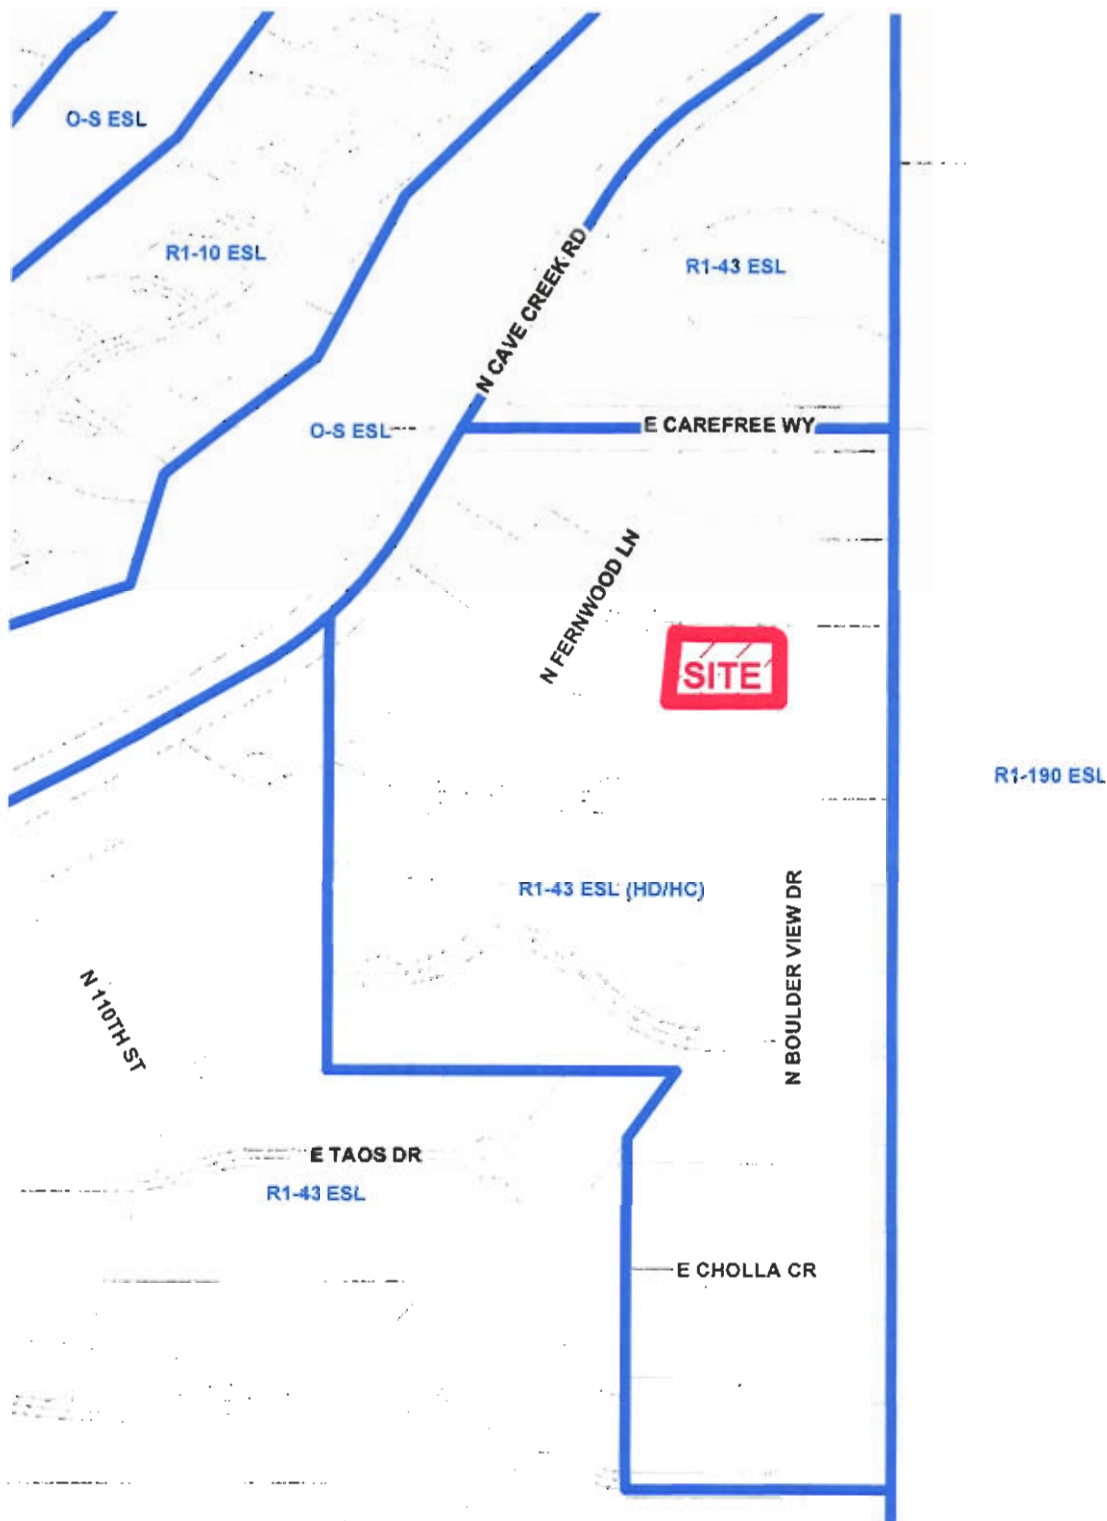 O-S ESL
R1-10 ESL
N CAVE CREEK RD
R1-43 ESL
O-S ESL
E CAREFREE WY
N FERNWOOD LN
SITE
R1-190 ESL
R1-43 ESL (HD/HC)
N BOULDER VIEW DR
N 110TH ST
E TAOS DR
R1-43 ESL
E CHOLLA CR